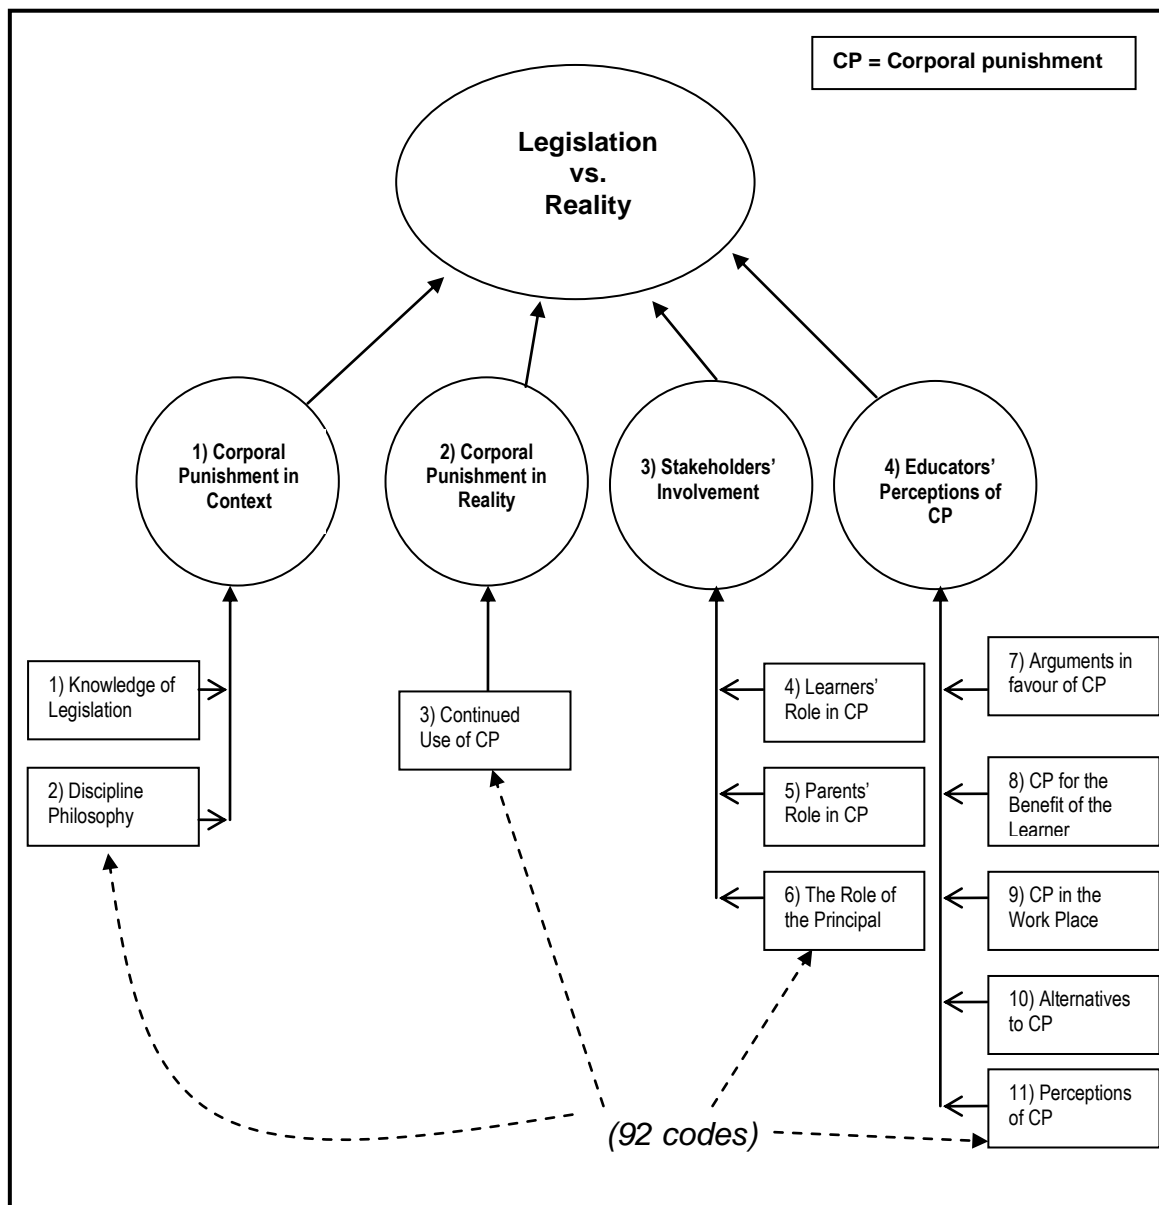 CP = Corporal punishment
Legislation
vs.
Reality
1) Corporal
Punishment in
Context
2) Corporal
Punishment in
Reality
3) Stakeholders’
Involvement
4) Educators’
Perceptions of
CP
1) Knowledge of
Legislation
2) Discipline
Philosophy
3) Continued
Use of CP
4) Learners’
Role in CP
5) Parents’
Role in CP
6) The Role of
the Principal
7) Arguments in
favour of CP
8) CP for the
Benefit of the
Learner
9) CP in the
Work Place
10) Alternatives
to CP
11) Perceptions
of CP
(92 codes)